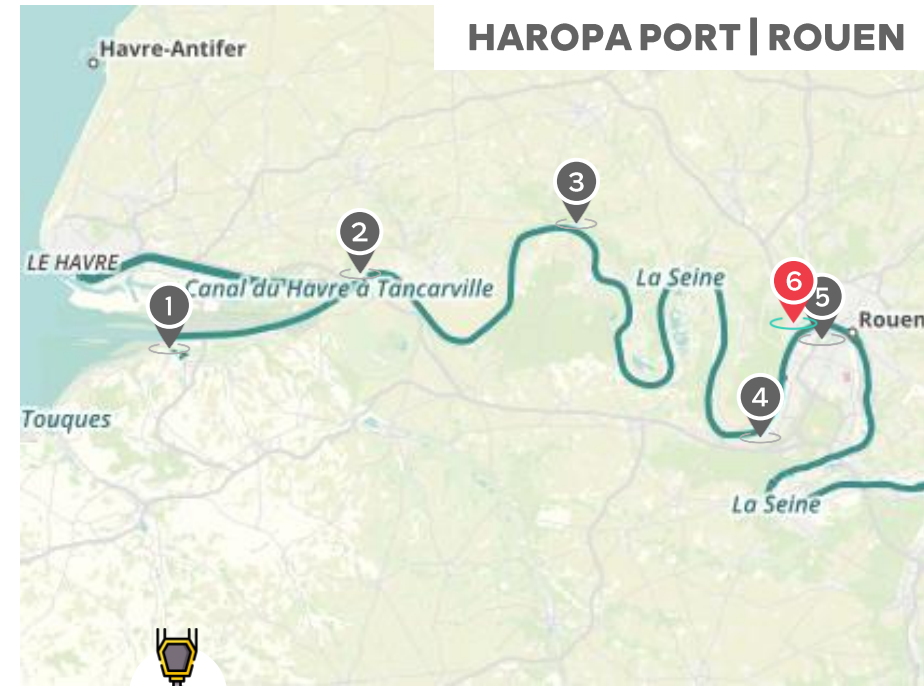 HAROPA PORT | ROUEN
Havre-Antifer
3
2
La Seine
LE HAVRE
6
Canal du Havre à Tancarville
5
1
Rouen
4
Touques
La Seine